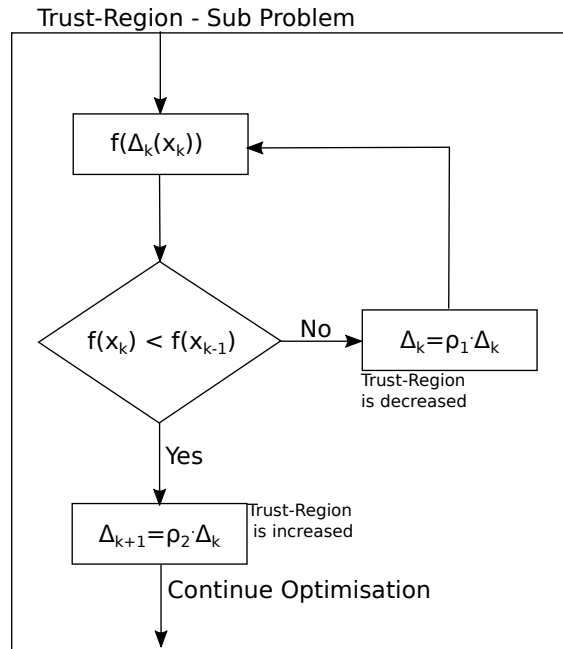 Trust-Region - Sub Problem
f(Δₖ(xₖ))
f(xₖ) < f(xₖ₋₁)
No
Δₖ=ρ₁·Δₖ
Trust-Region
is decreased
Yes
Δₖ₊₁=ρ₂·Δₖ
Trust-Region
is increased
Continue Optimisation